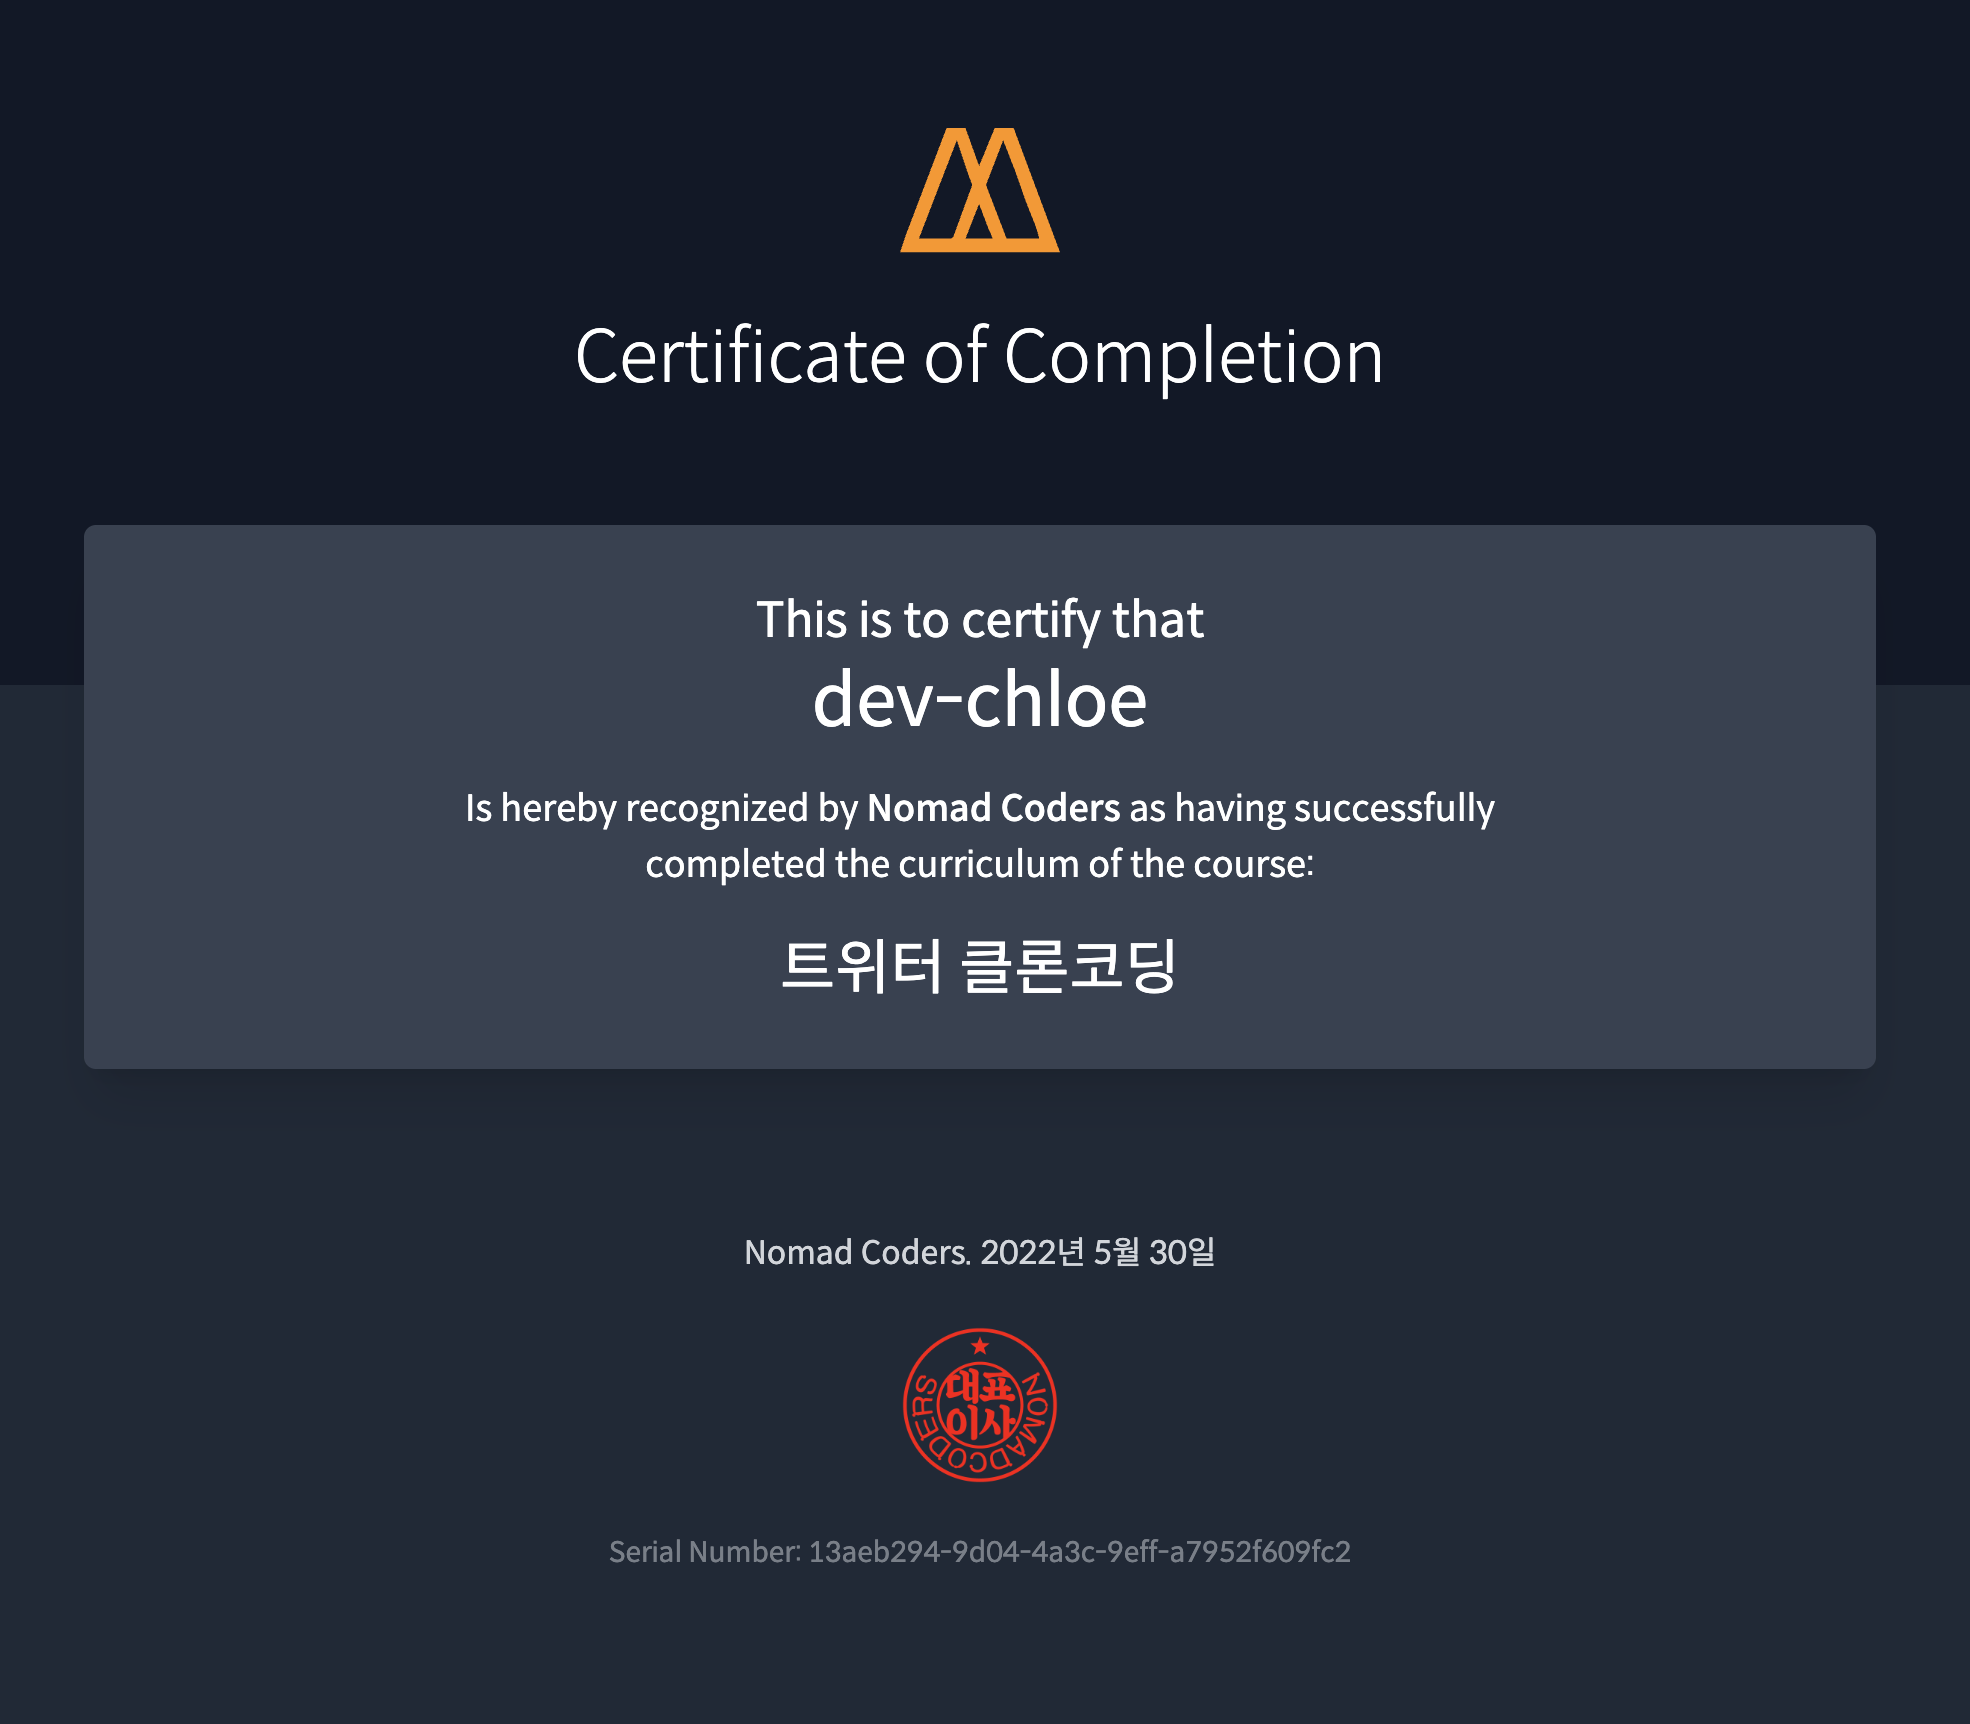 Certificate of Completion
This is to certify that
dev-chloe
Is hereby recognized by Nomad Coders as having successfully
completed the curriculum of the course:
트위터 클론코딩
Nomad Coders. 2022년 5월 30일
대표
이사
NOMADCODERS
Serial Number: 13aeb294-9d04-4a3c-9eff-a7952f609fc2